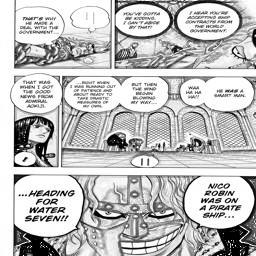 I HEAR YOU'RE
ACCEPTING SHIP
CONTRACTS
FROM THE
WORLD
GOVERNMENT.
YOU'VE GOTTA
BE KIDDING.
I CAN'T
ABIDE BY
THAT!
THAT'S WHY
HE MADE A
DEAL WITH THE
GOVERNMENT...
HE WAS A
SMART MAN.
WAA
HA HA
HA!!
BUT THEN
THE WIND
BEGAN
BLOWING
MY WAY...
...RIGHT WHEN I
WAS RUNNING OUT
OF PATIENCE AND
ABOUT READY TO
TAKE DRASTIC
MEASURES OF
MY OWN.
THAT WAS
WHEN I GOT
THE GOOD
NEWS FROM
ADMIRAL
AOKIJI.
NICO
ROBIN WAS
ON A
PIRATE
SHIP...
...HEADING
FOR
WATER
SEVEN!!